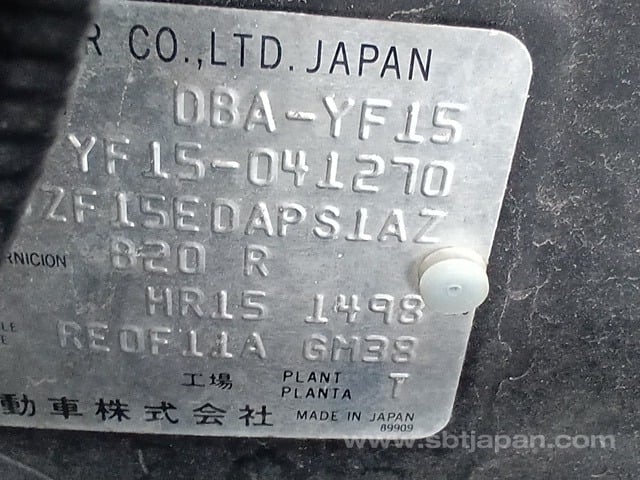 R CO.,LTD. JAPAN
DBA-YF15
YF15-041270
ZF15EDAPS1AZ
RNICION 820 R
HR15 1498
LE
E RE0F11A GM38
工場 PLANT
PLANTA T
動車株式会社 MADE IN JAPAN
89909
www.sbtjapan.com